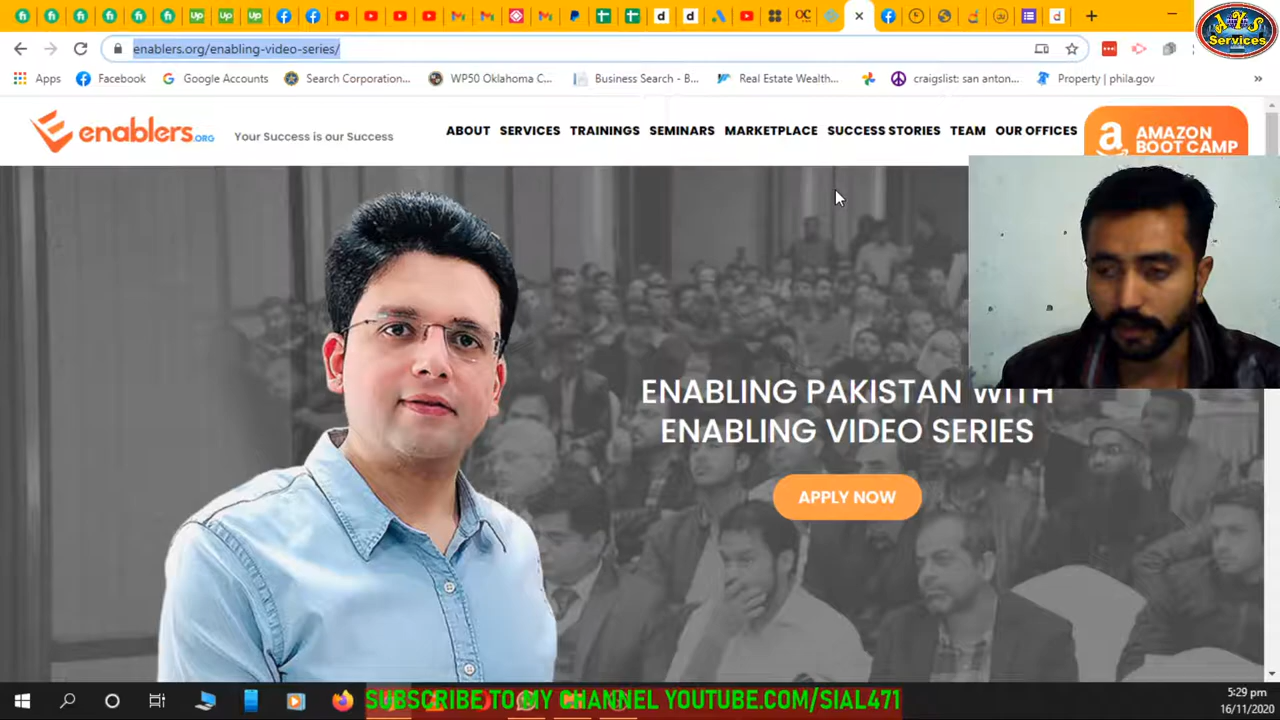 enablers.org/enabling-video-series/
Apps
Facebook
Google Accounts
Search Corporation...
WP50 Oklahoma C...
Business Search - B...
Real Estate Wealth...
craigslist: san anton...
Property | phila.gov
»
AYS
Services
enablers.ORG
Your Success is our Success
ABOUT SERVICES TRAININGS SEMINARS MARKETPLACE SUCCESS STORIES TEAM OUR OFFICES
AMAZON
BOOT CAMP
ENABLING PAKISTAN WITH
ENABLING VIDEO SERIES
APPLY NOW
SUBSCRIBE TO MY CHANNEL YOUTUBE.COM/SIAL471
5:29 pm
16/11/2020